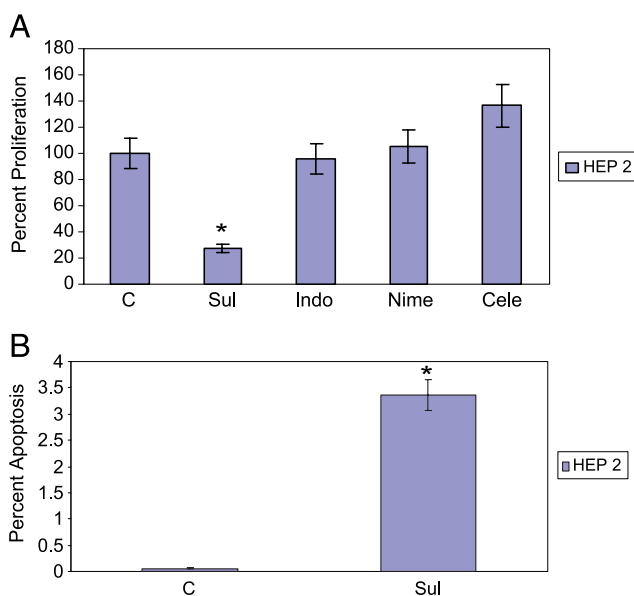 A
Percent Proliferation
180
160
140
120
100
80
60
40
20
0
*
C Sul Indo Nime Cele
HEP 2
B
Percent Apoptosis
4
3.5
3
2.5
2
1.5
1
0.5
0
*
C Sul
HEP 2